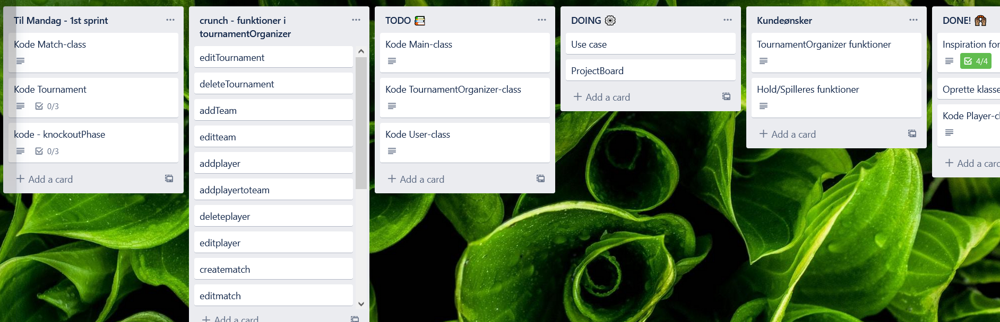 Til Mandag - 1st sprint
Kode Match-class
Kode Tournament
0/3
kode - knockoutPhase
0/3
+ Add a card
crunch - funktioner i
tournamentOrganizer
editTournament
deleteTournament
addTeam
editteam
addplayer
addplayertoteam
deleteplayer
editplayer
creatematch
editmatch
+ Add a card
TODO
Kode Main-class
Kode TournamentOrganizer-class
Kode User-class
+ Add a card
DOING
Use case
ProjectBoard
+ Add a card
Kundeønsker
TournamentOrganizer funktioner
Hold/Spilleres funktioner
+ Add a card
DONE!
Inspiration for
4/4
Oprette klasse
Kode Player-cl
+ Add a card